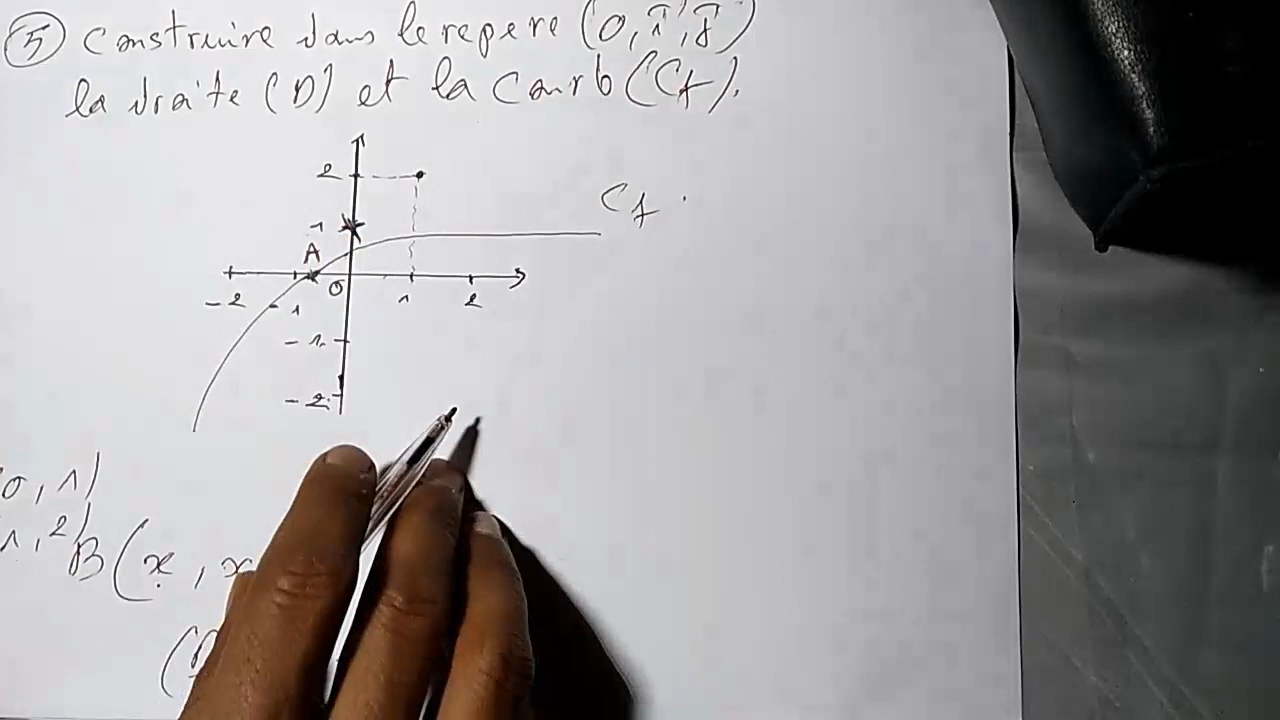 ⑤ Construire dans le repere (O, i⃗, j⃗)
la droite (D) et la Courb (Cf).
2
1
Cf
A
O
-2 -1 1 2
-1
-2
0, 1)
1, 2)
B(x, x
(D